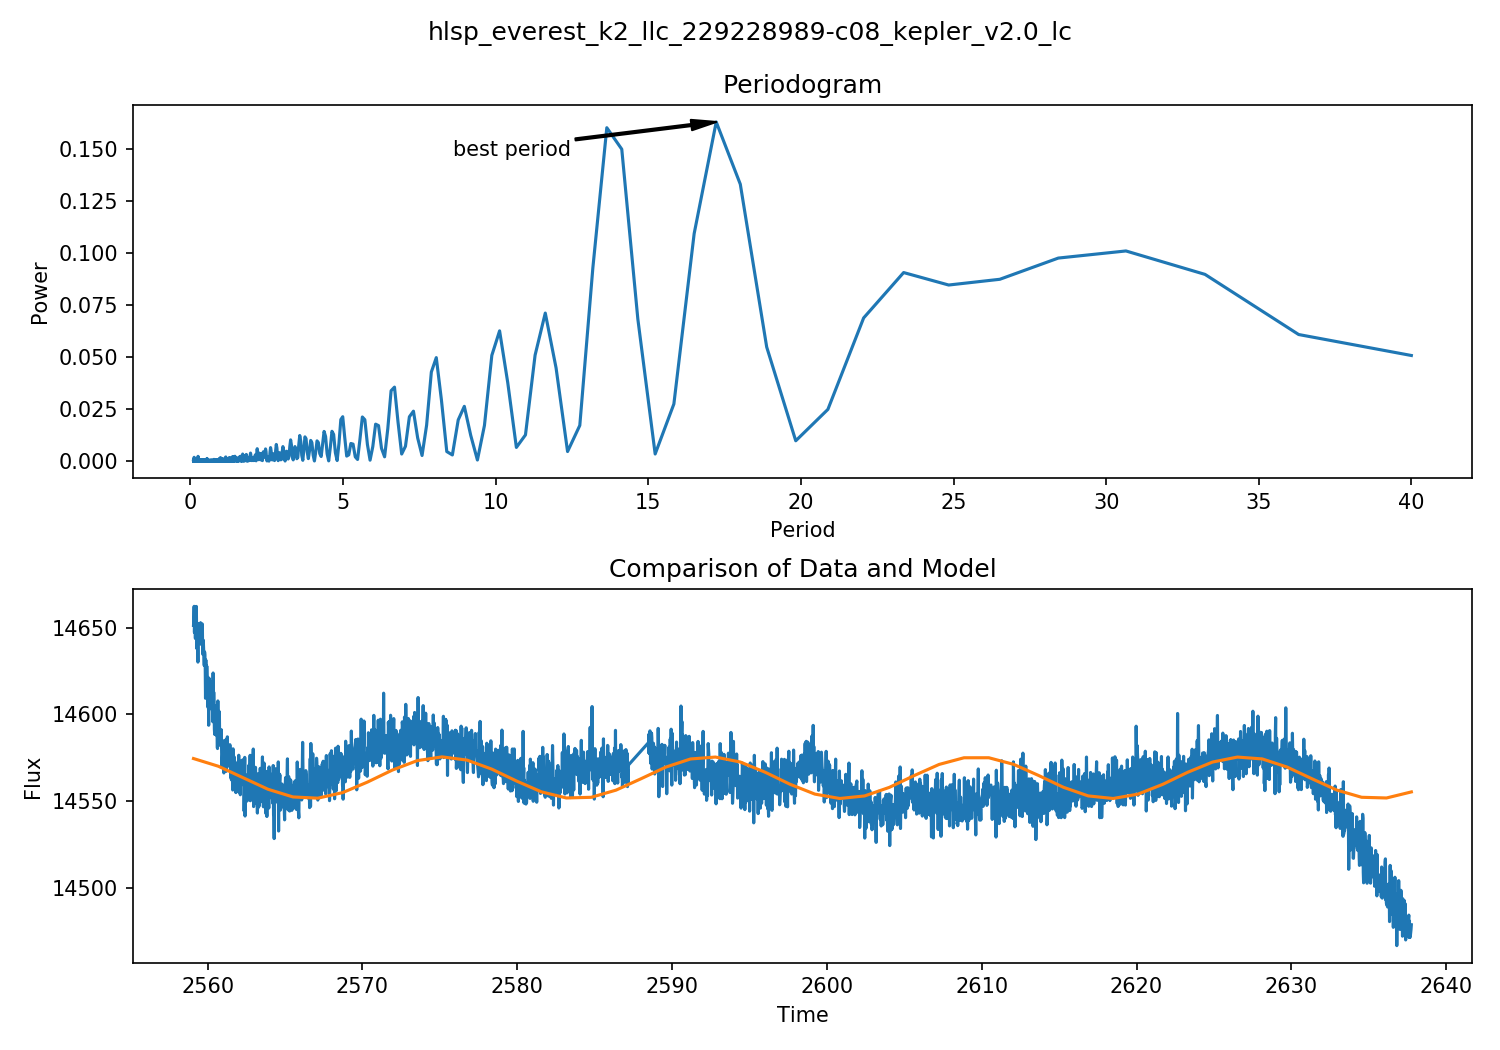 hlsp_everest_k2_llc_229228989-c08_kepler_v2.0_lc
Periodogram
best period
0.150
0.125
0.100
0.075
0.050
0.025
0.000
Power
0 5 10 15 20 25 30 35 40
Period
Comparison of Data and Model
14650
14600
14550
14500
Flux
2560 2570 2580 2590 2600 2610 2620 2630 2640
Time